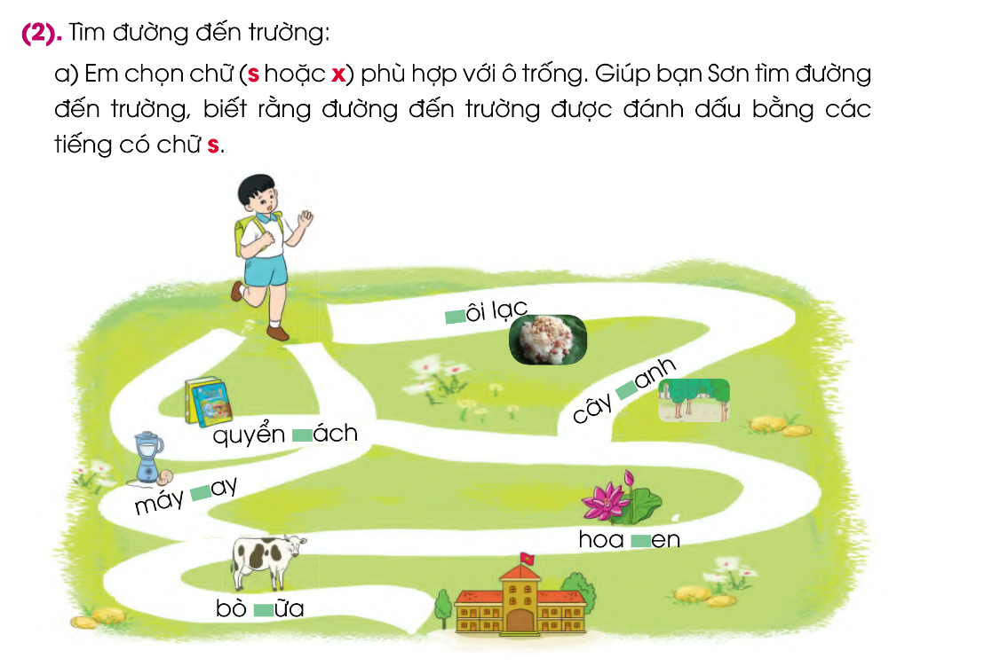 (2). Tìm đường đến trường:
a) Em chọn chữ (s hoặc x) phù hợp với ô trống. Giúp bạn Sơn tìm đường
đến trường, biết rằng đường đến trường được đánh dấu bằng các
tiếng có chữ s.
ôi lạc
cây anh
quyển ách
máy ay
hoa en
bò ữa